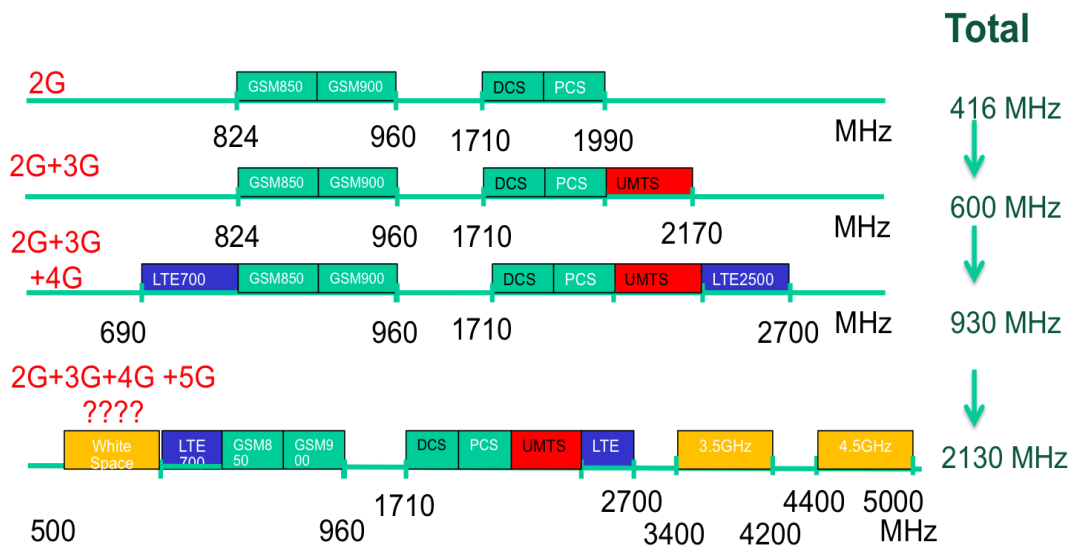 Total
2G
GSM850 GSM900 DCS PCS
416 MHz
824 960 1710 1990 MHz
2G+3G
GSM850 GSM900 DCS PCS UMTS
600 MHz
824 960 1710 2170 MHz
2G+3G
+4G
LTE700 GSM850 GSM900 DCS PCS UMTS LTE2500
930 MHz
690 960 1710 2700 MHz
2G+3G+4G +5G
????
White
Space
LTE
700
GSM8
50
GSM9
00
DCS PCS UMTS LTE 3.5GHz 4.5GHz
2130 MHz
500 960 1710 2700 3400 4200 4400 5000 MHz